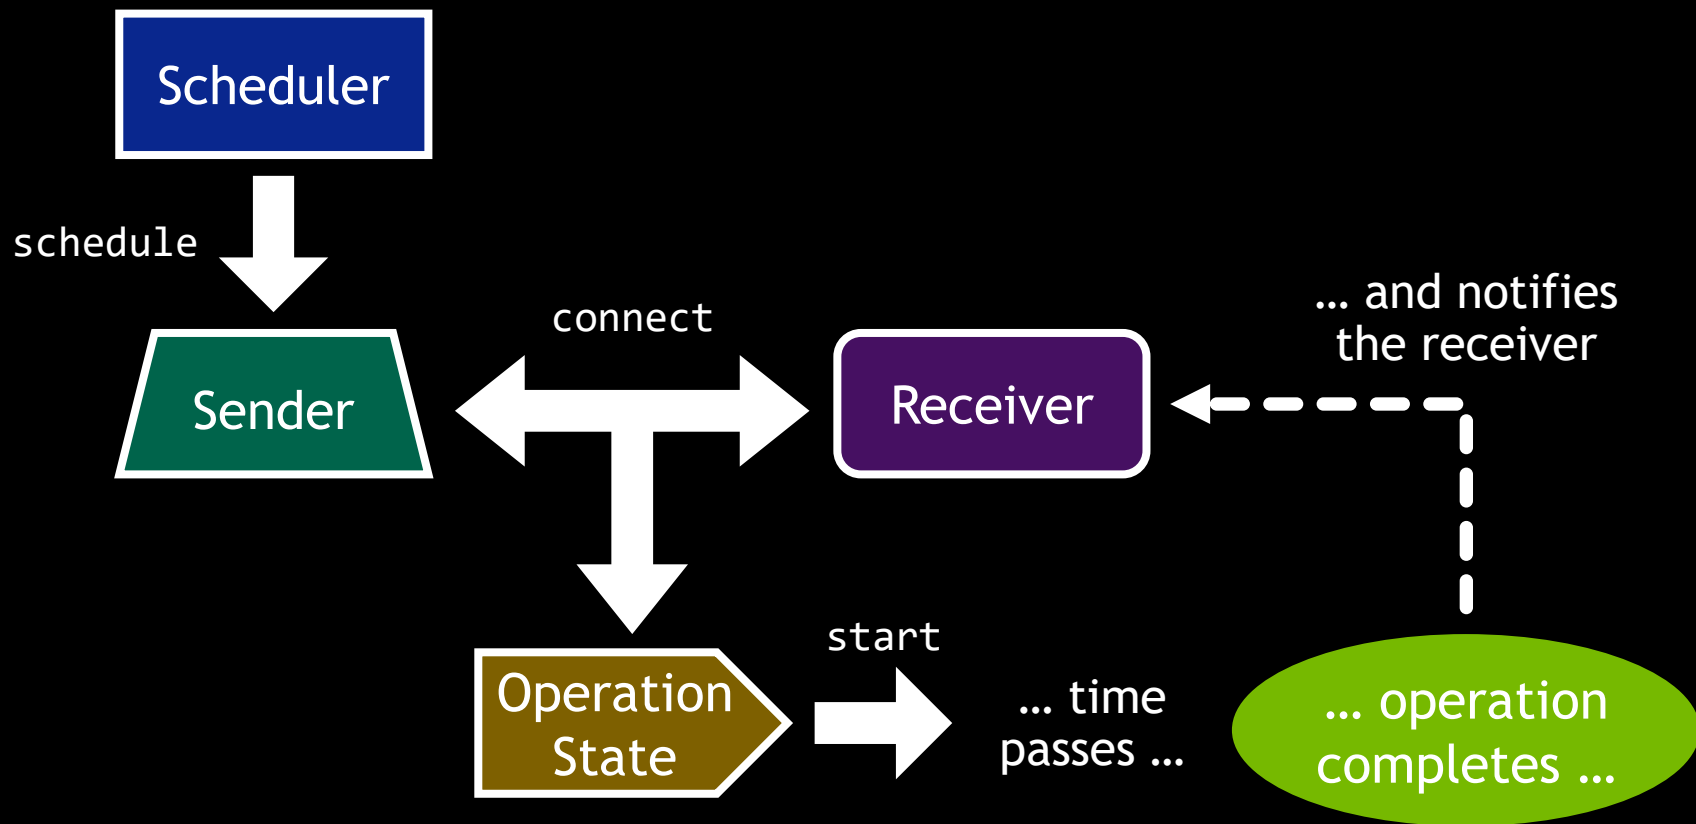 Scheduler
schedule
connect
Sender
Receiver
… and notifies
the receiver
Operation
State
start
… time
passes …
… operation
completes …